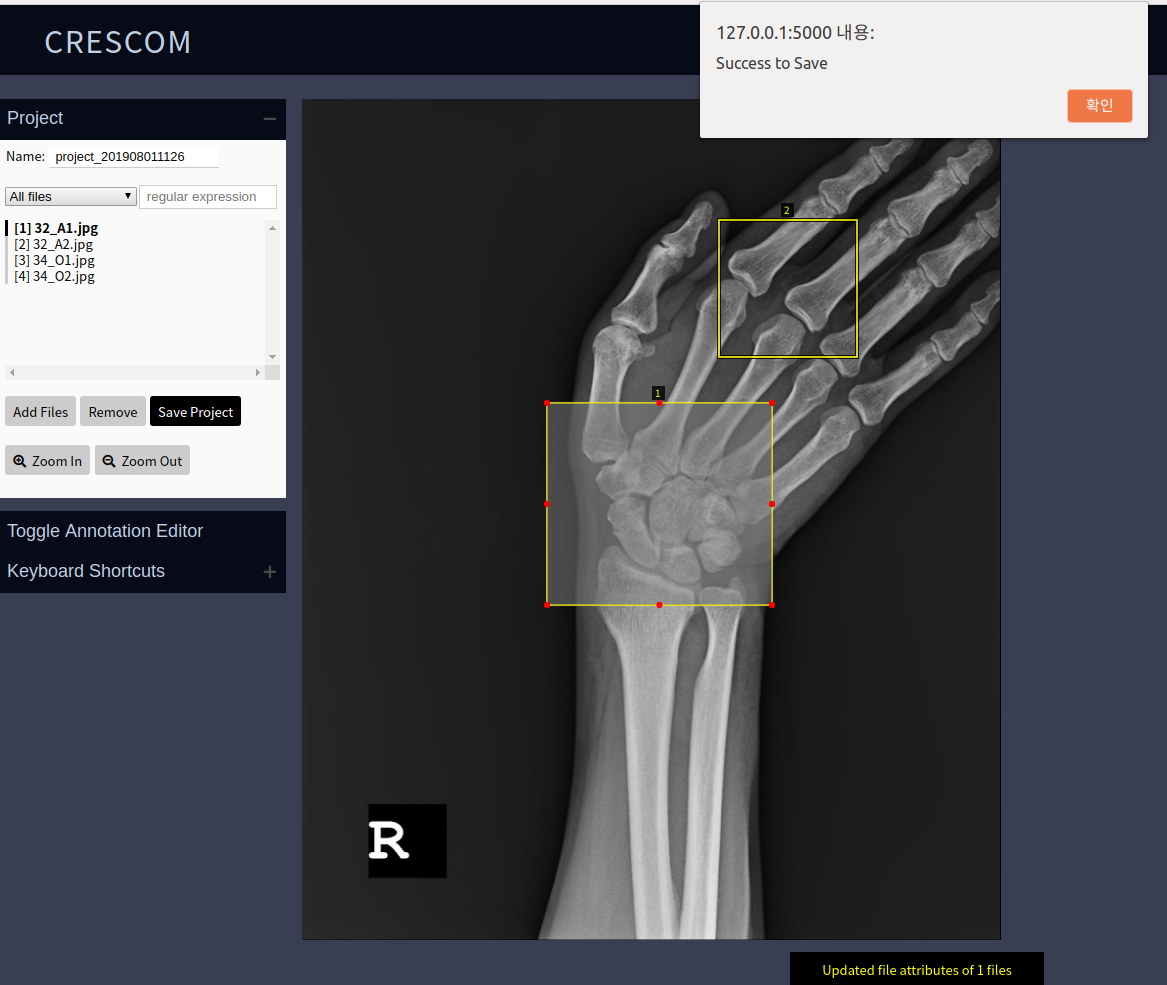 CRESCOM
127.0.0.1:5000 내용:
Success to Save
확인
Project
Name: project_201908011126
All files
regular expression
[1] 32_A1.jpg
[2] 32_A2.jpg
[3] 34_O1.jpg
[4] 34_O2.jpg
Add Files
Remove
Save Project
Zoom In
Zoom Out
Toggle Annotation Editor
Keyboard Shortcuts
2
1
R
Updated file attributes of 1 files